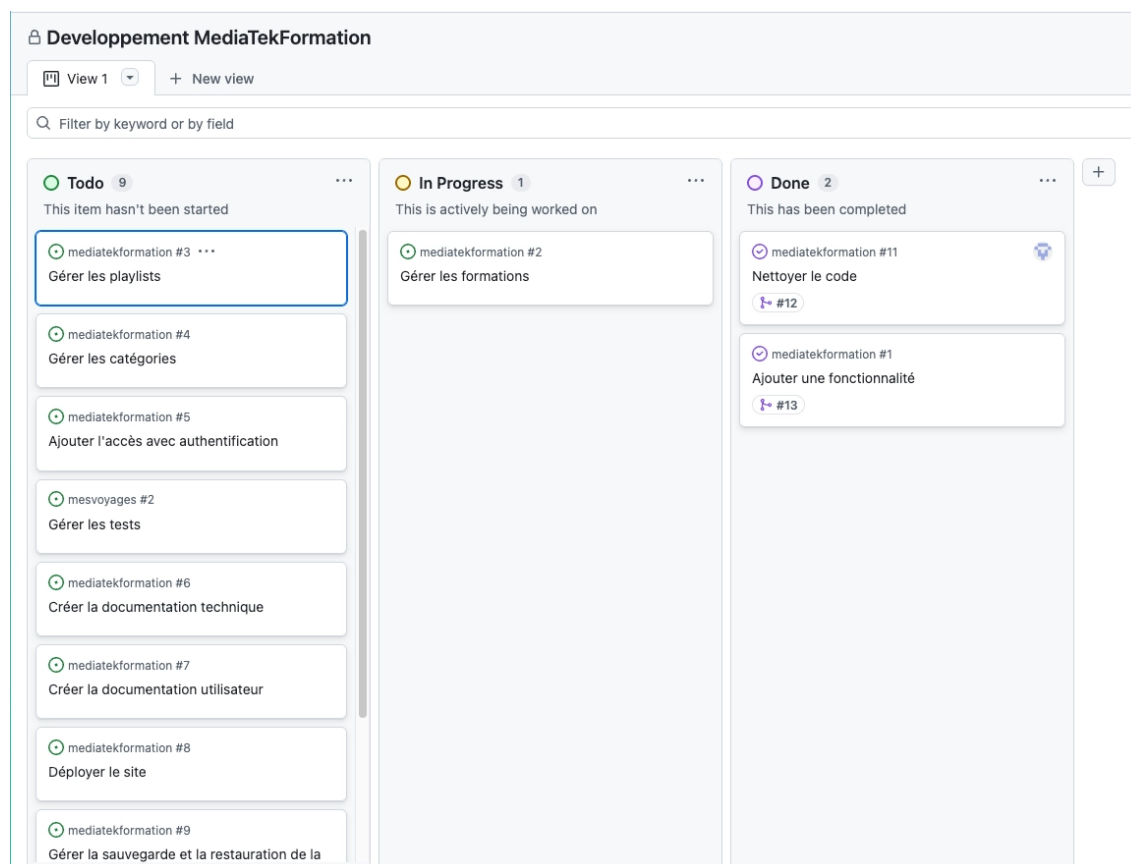 Developpement MediaTekFormation
View 1
New view
Filter by keyword or by field
Todo 9
This item hasn't been started
mediatekformation #3
Gérer les playlists
mediatekformation #4
Gérer les catégories
mediatekformation #5
Ajouter l'accès avec authentification
mesvoyages #2
Gérer les tests
mediatekformation #6
Créer la documentation technique
mediatekformation #7
Créer la documentation utilisateur
mediatekformation #8
Déployer le site
mediatekformation #9
Gérer la sauvegarde et la restauration de la
In Progress 1
This is actively being worked on
mediatekformation #2
Gérer les formations
Done 2
This has been completed
mediatekformation #11
Nettoyer le code
#12
mediatekformation #1
Ajouter une fonctionnalité
#13